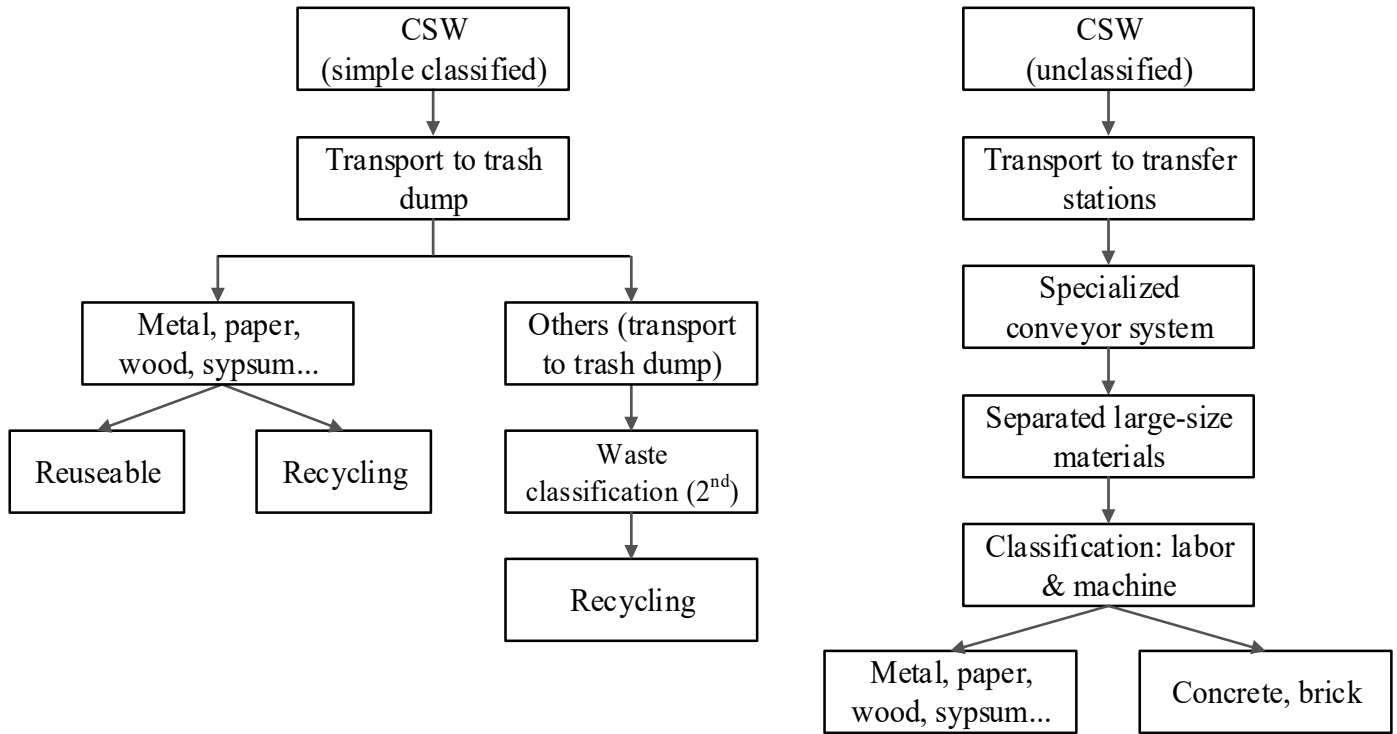 CSW
(simple classified)
Transport to trash
dump
Metal, paper,
wood, sypsum...
Others (transport
to trash dump)
Reuseable
Recycling
Waste
classification (2nd)
Recycling
CSW
(unclassified)
Transport to transfer
stations
Specialized
conveyor system
Separated large-size
materials
Classification: labor
& machine
Metal, paper,
wood, sypsum...
Concrete, brick